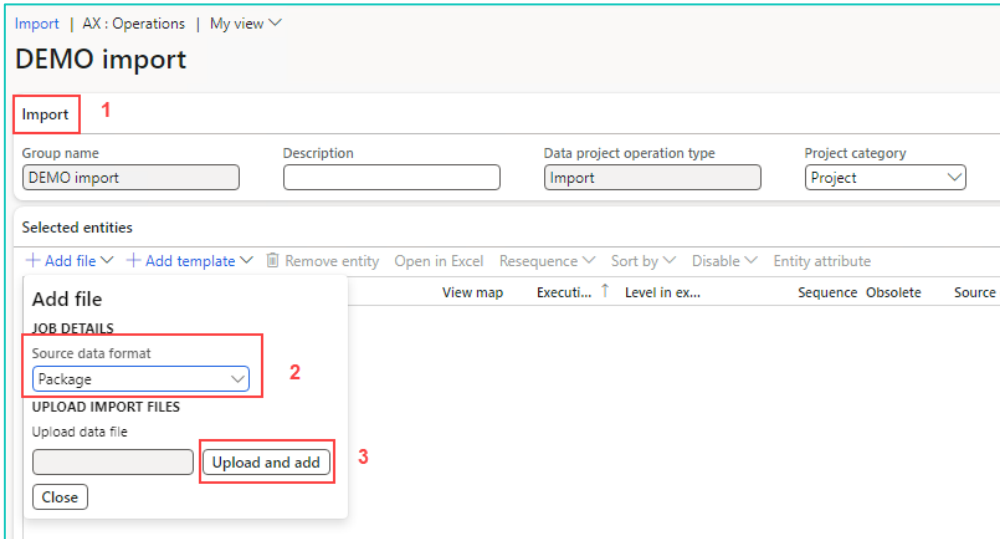 Import | AX : Operations | My view
DEMO import
Import 1
Group name Description Data project operation type Project category
DEMO import Import Project
Selected entities
+ Add file + Add template Remove entity Open in Excel Resequence Sort by Disable Entity attribute
Add file View map Executi... ↑ Level in ex... Sequence Obsolete Source
JOB DETAILS
Source data format
Package 2
UPLOAD IMPORT FILES
Upload data file
Upload and add 3
Close